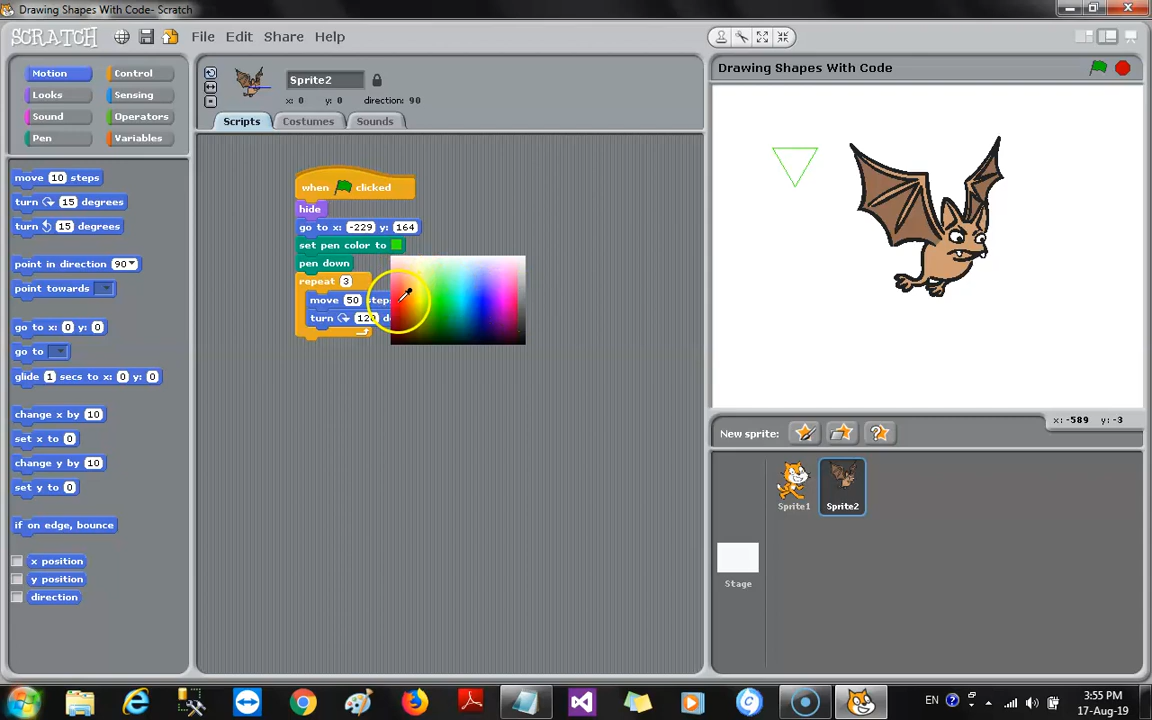 Drawing Shapes With Code- Scratch
SCRATCH
File
Edit
Share
Help
Motion
Control
Looks
Sensing
Sound
Operators
Pen
Variables
move 10 steps
turn 15 degrees
turn 15 degrees
point in direction 90
point towards
go to x: 0 y: 0
go to
glide 1 secs to x: 0 y: 0
change x by 10
set x to 0
change y by 10
set y to 0
if on edge, bounce
x position
y position
direction
Sprite2
x: 0 y: 0 direction: 90
Scripts
Costumes
Sounds
when clicked
hide
go to x: -229 y: 164
set pen color to
pen down
repeat 3
move 50 steps
turn 120 de
Drawing Shapes With Code
x: -589 y: -3
New sprite:
Sprite1
Sprite2
Stage
EN
3:55 PM
17-Aug-19